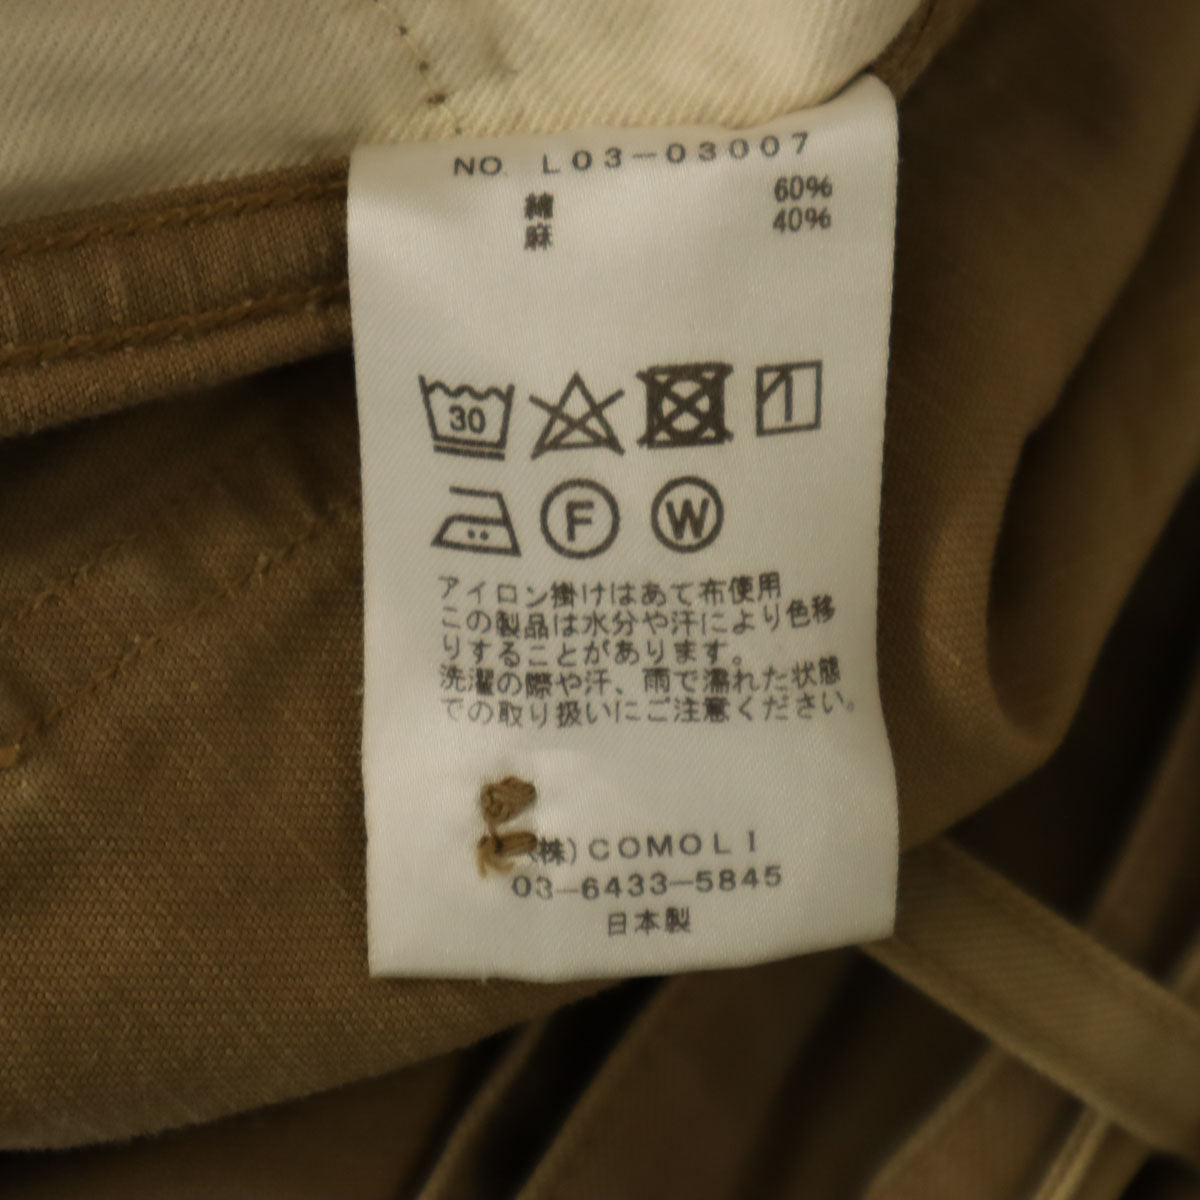 NO. L03-03007
綿 60%
麻 40%
30
F W
アイロン掛けはあて布使用
この製品は水分や汗により色移
りすることがあります。
洗濯の際や汗、雨で濡れた状態
での取り扱いにご注意ください。
(株)COMOLI
03-6433-5845
日本製